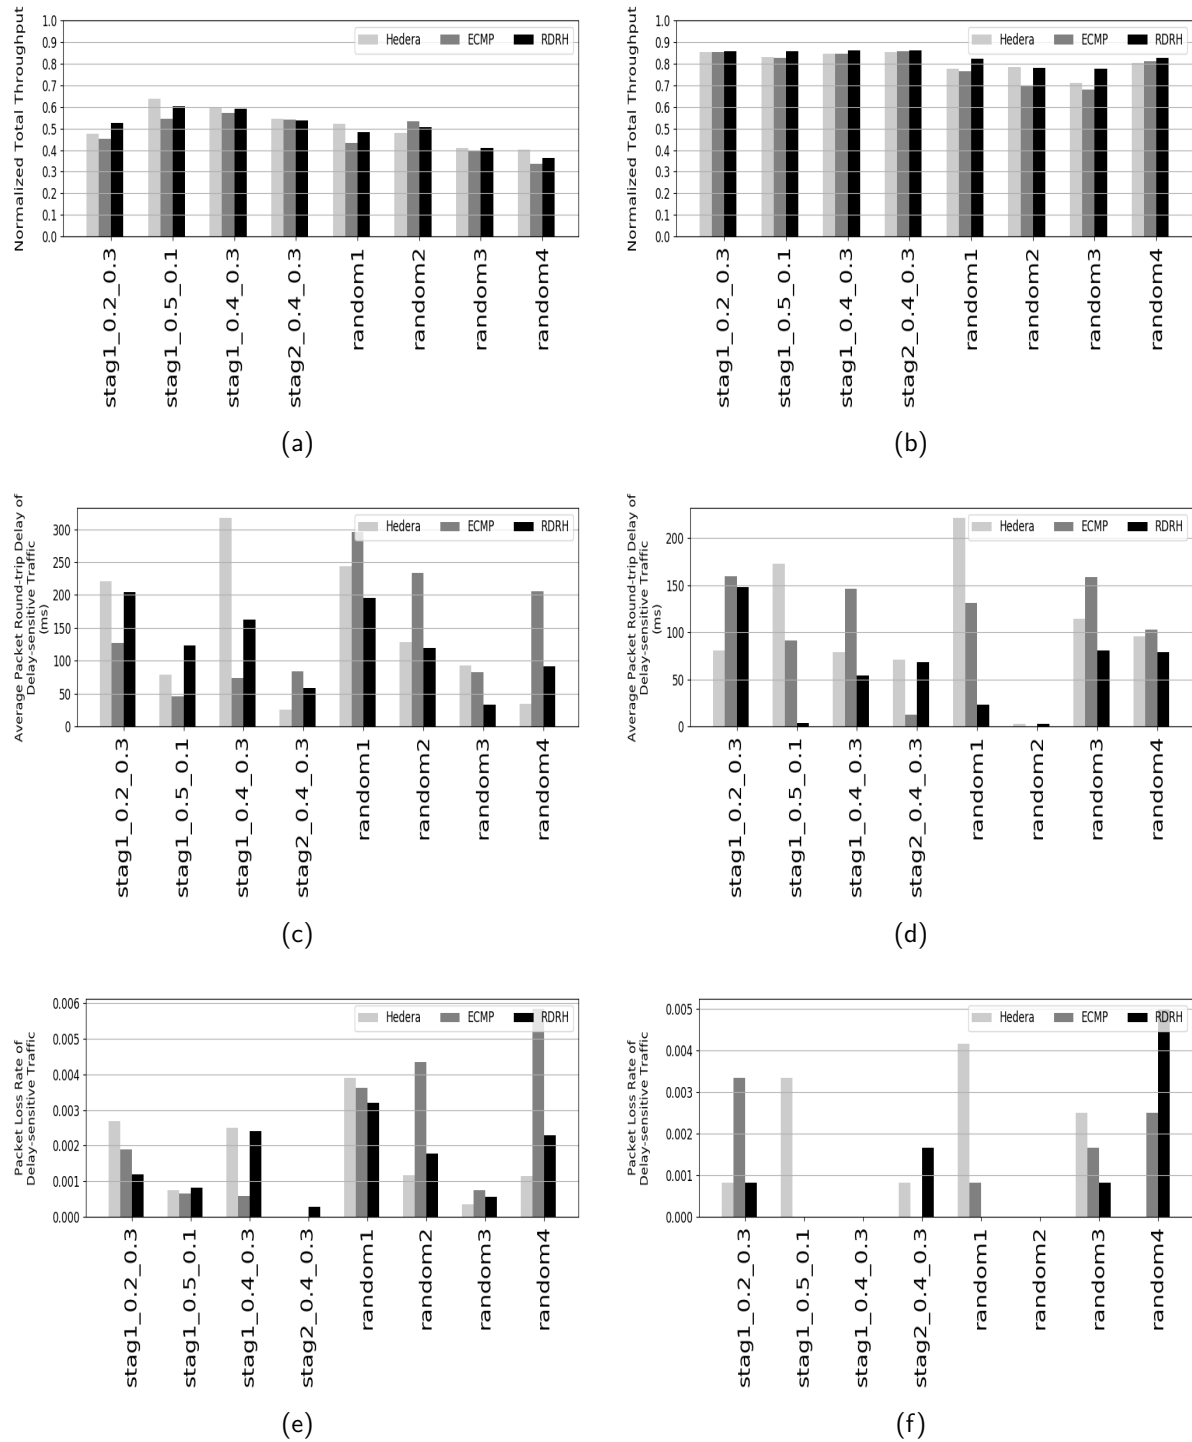 Normalized Total Throughput
1.0
0.9
0.8
0.7
0.6
0.5
0.4
0.3
0.2
0.1
0.0
Hedera ECMP RDRH
stag1_0.2_0.3
stag1_0.5_0.1
stag1_0.4_0.3
stag2_0.4_0.3
random1
random2
random3
random4
(a)
Normalized Total Throughput
1.0
0.9
0.8
0.7
0.6
0.5
0.4
0.3
0.2
0.1
0.0
Hedera ECMP RDRH
stag1_0.2_0.3
stag1_0.5_0.1
stag1_0.4_0.3
stag2_0.4_0.3
random1
random2
random3
random4
(b)
Average Packet Round-trip Delay of
Delay-sensitive Traffic
(ms)
300
250
200
150
100
50
0
Hedera ECMP RDRH
stag1_0.2_0.3
stag1_0.5_0.1
stag1_0.4_0.3
stag2_0.4_0.3
random1
random2
random3
random4
(c)
Average Packet Round-trip Delay of
Delay-sensitive Traffic
(ms)
200
150
100
50
0
Hedera ECMP RDRH
stag1_0.2_0.3
stag1_0.5_0.1
stag1_0.4_0.3
stag2_0.4_0.3
random1
random2
random3
random4
(d)
Packet Loss Rate of
Delay-sensitive Traffic
0.006
0.005
0.004
0.003
0.002
0.001
0.000
Hedera ECMP RDRH
stag1_0.2_0.3
stag1_0.5_0.1
stag1_0.4_0.3
stag2_0.4_0.3
random1
random2
random3
random4
(e)
Packet Loss Rate of
Delay-sensitive Traffic
0.005
0.004
0.003
0.002
0.001
0.000
Hedera ECMP RDRH
stag1_0.2_0.3
stag1_0.5_0.1
stag1_0.4_0.3
stag2_0.4_0.3
random1
random2
random3
random4
(f)